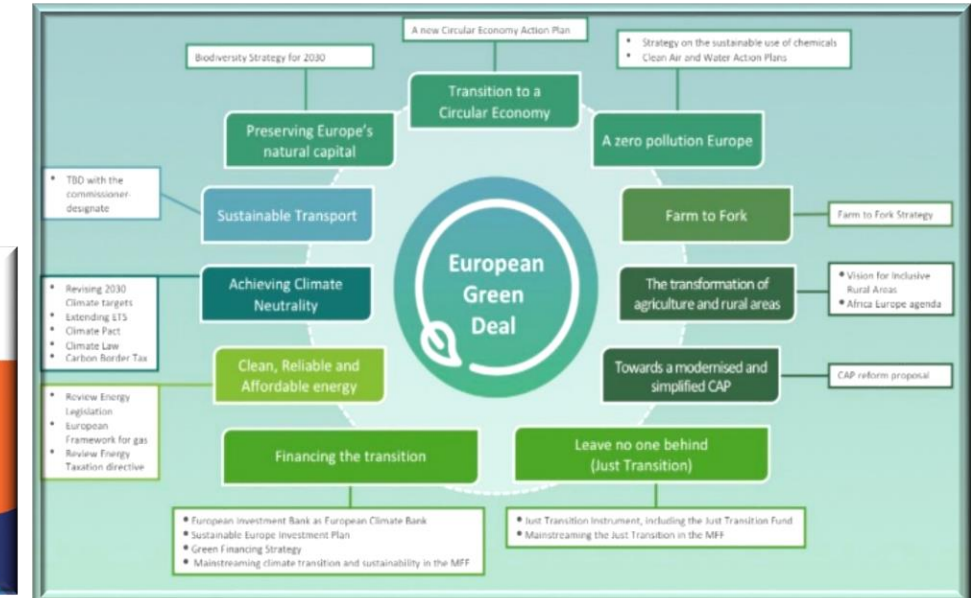 A new Circular Economy Action Plan
Biodiversity Strategy for 2030
• Strategy on the sustainable use of chemicals
• Clean Air and Water Action Plans
Transition to a
Circular Economy
Preserving Europe's
natural capital
A zero pollution Europe
• TBD with the
commissioner-
designate
Sustainable Transport
Farm to Fork
Farm to Fork Strategy
European
Green
Deal
• Revising 2030
Climate targets
• Extending ETS
• Climate Pact
• Climate Law
• Carbon Border Tax
Achieving Climate
Neutrality
The transformation of
agriculture and rural areas
• Vision for Inclusive
Rural Areas
• Africa Europe agenda
Clean, Reliable and
Affordable energy
Towards a modernised and
simplified CAP
CAP reform proposal
• Review Energy
Legislation
• European
Framework for gas
• Review Energy
Taxation directive
Financing the transition
Leave no one behind
(Just Transition)
• European Investment Bank as European Climate Bank
• Sustainable Europe Investment Plan
• Green Financing Strategy
• Mainstreaming climate transition and sustainability in the MFF
• Just Transition Instrument, including the Just Transition Fund
• Mainstreaming the Just Transition in the MFF